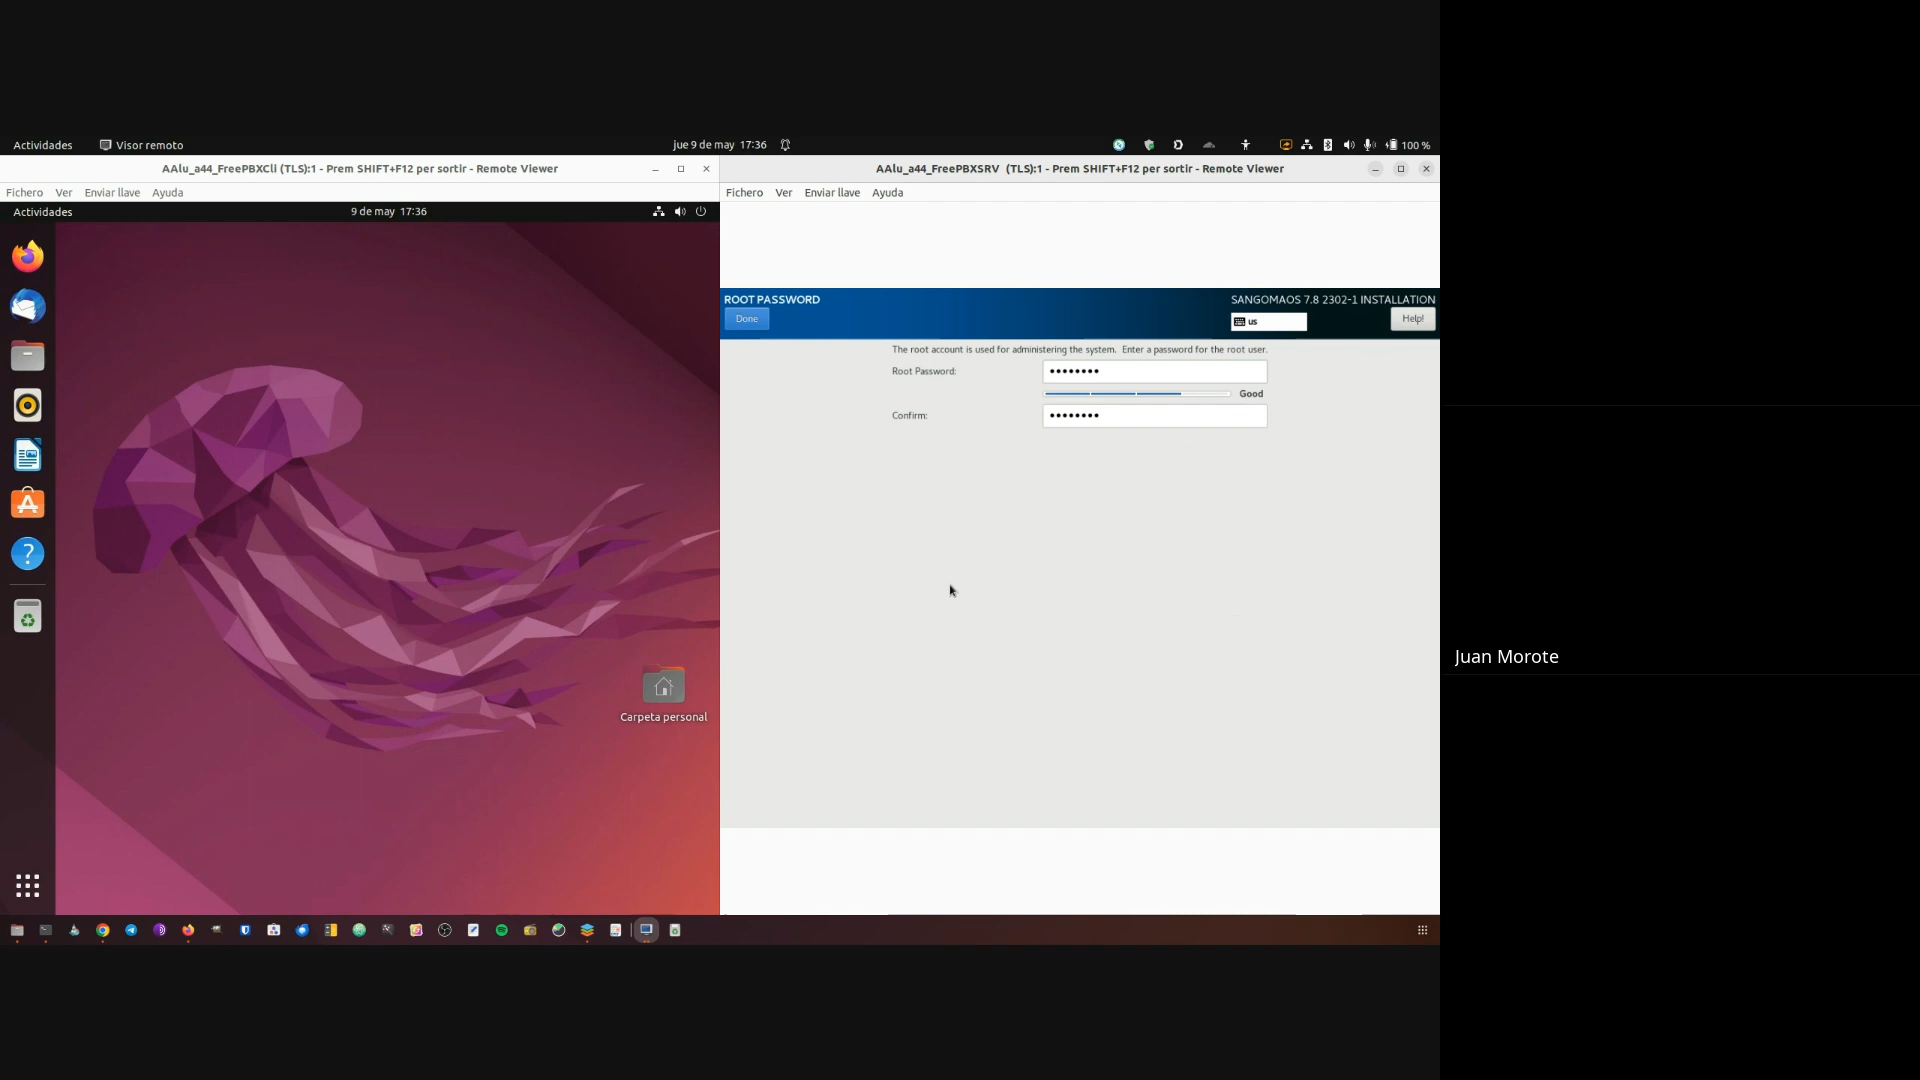 Actividades Visor remoto jue 9 de may 17:36 100 %
AAlu_a44_FreePBXCli (TLS):1 - Prem SHIFT+F12 per sortir - Remote Viewer
Fichero Ver Enviar llave Ayuda
Actividades 9 de may 17:36
Carpeta personal
AAlu_a44_FreePBXSRV (TLS):1 - Prem SHIFT+F12 per sortir - Remote Viewer
Fichero Ver Enviar llave Ayuda
ROOT PASSWORD SANGOMAOS 7.8 2302-1 INSTALLATION
Done us Help!
The root account is used for administering the system. Enter a password for the root user.
Root Password: ••••••••
Good
Confirm: ••••••••
Juan Morote